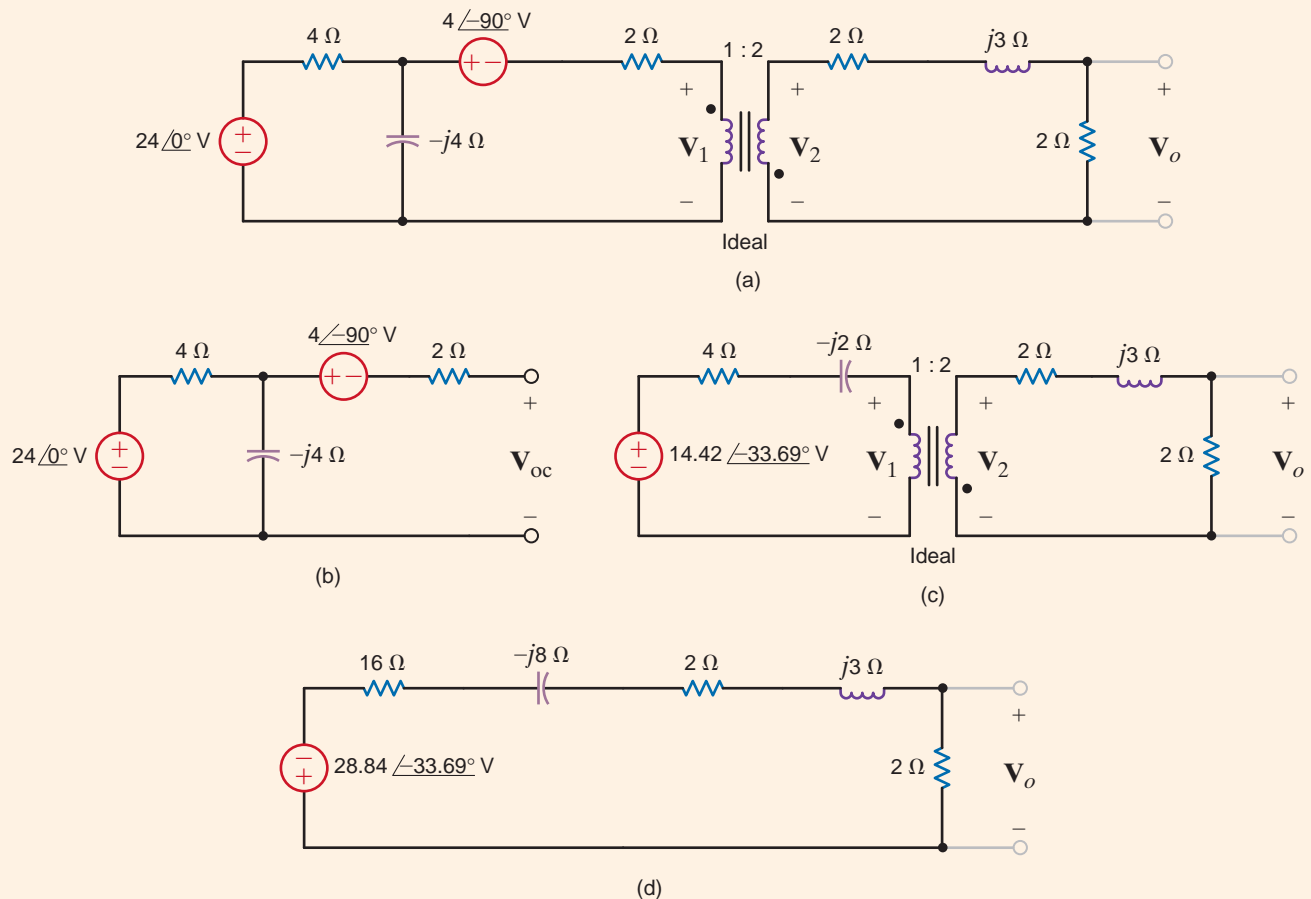 4 /–90° V
4 Ω
2 Ω
1 : 2
2 Ω
j3 Ω
+
+
+
24 /0° V
+
–
+ –
–j4 Ω
V1
V2
2 Ω
Vo
–
–
–
Ideal
(a)
4 /–90° V
4 Ω
2 Ω
+ –
+
24 /0° V
+
–
–j4 Ω
Voc
–
(b)
4 Ω
–j2 Ω
1 : 2
2 Ω
j3 Ω
+
+
+
+
–
14.42 /–33.69° V
V1
V2
2 Ω
Vo
–
–
–
Ideal
(c)
16 Ω
–j8 Ω
2 Ω
j3 Ω
+
–
+
28.84 /–33.69° V
2 Ω
Vo
–
(d)